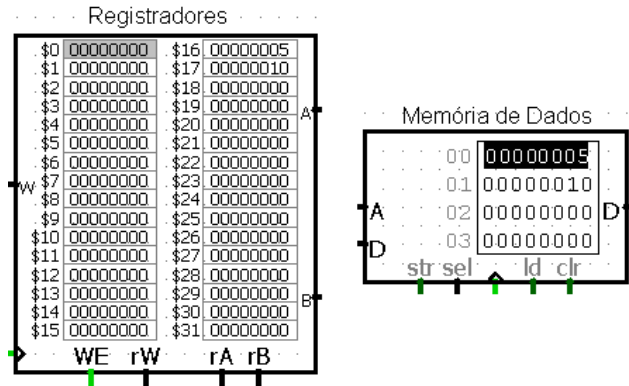 Registradores
$0 00000000 $16 00000005
$1 00000000 $17 00000010
$2 00000000 $18 00000000
$3 00000000 $19 00000000
$4 00000000 $20 00000000
$5 00000000 $21 00000000
$6 00000000 $22 00000000
$7 00000000 $23 00000000
$8 00000000 $24 00000000
$9 00000000 $25 00000000
$10 00000000 $26 00000000
$11 00000000 $27 00000000
$12 00000000 $28 00000000
$13 00000000 $29 00000000
$14 00000000 $30 00000000
$15 00000000 $31 00000000
W
A
B
WE rW rA rB
Memória de Dados
00 00000005
01 00000010
A 02 00000000 D
D 03 00000000
str sel ld clr